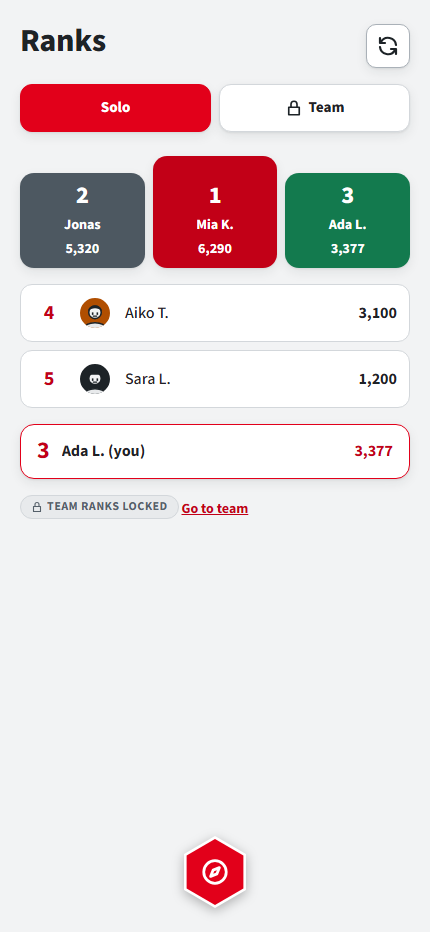 Ranks
Solo
Team
2
Jonas
5,320
1
Mia K.
6,290
3
Ada L.
3,377
4 Aiko T. 3,100
5 Sara L. 1,200
3 Ada L. (you) 3,377
TEAM RANKS LOCKED Go to team